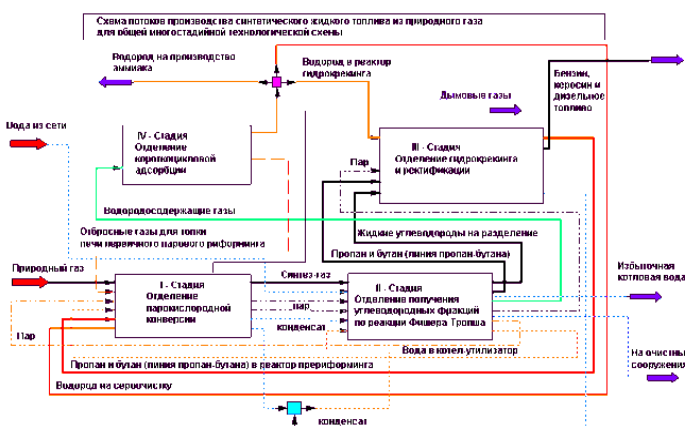 Схема потоков производства синтетического жидкого топлива из природного газа
для общей многостадийной технологической схемы
Водород на производство
аммиака
Водород в реактор
гидрокрекинга
Бензин,
керосин и
дизельное
топливо
Дымовые газы
Вода из сети
IV - Стадия
Отделение
короткоцикловой
адсорбции
III - Стадия
Отделение гидрокрекинга
и ректификации
Пар
Водородосодержащие газы
Отбросные газы для топки
печи первичного парового риформинга
Жидкие углеводороды на разделение
Пропан и бутан (линия пропан-бутана)
Природный газ
Синтез-газ
I - Стадия
Отделение
парокислородной
конверсии
II - Стадия
Отделение получения
углеводородных фракций
по реакции Фишера Тропша
Избыночная
котловая вода
пар
конденсат
Пар
Вода в котел-утилизатор
На очистны
сооружения
Пропан и бутан (линия пропан-бутана) в реактор прериформинга
Водород на сероочистку
конденсат